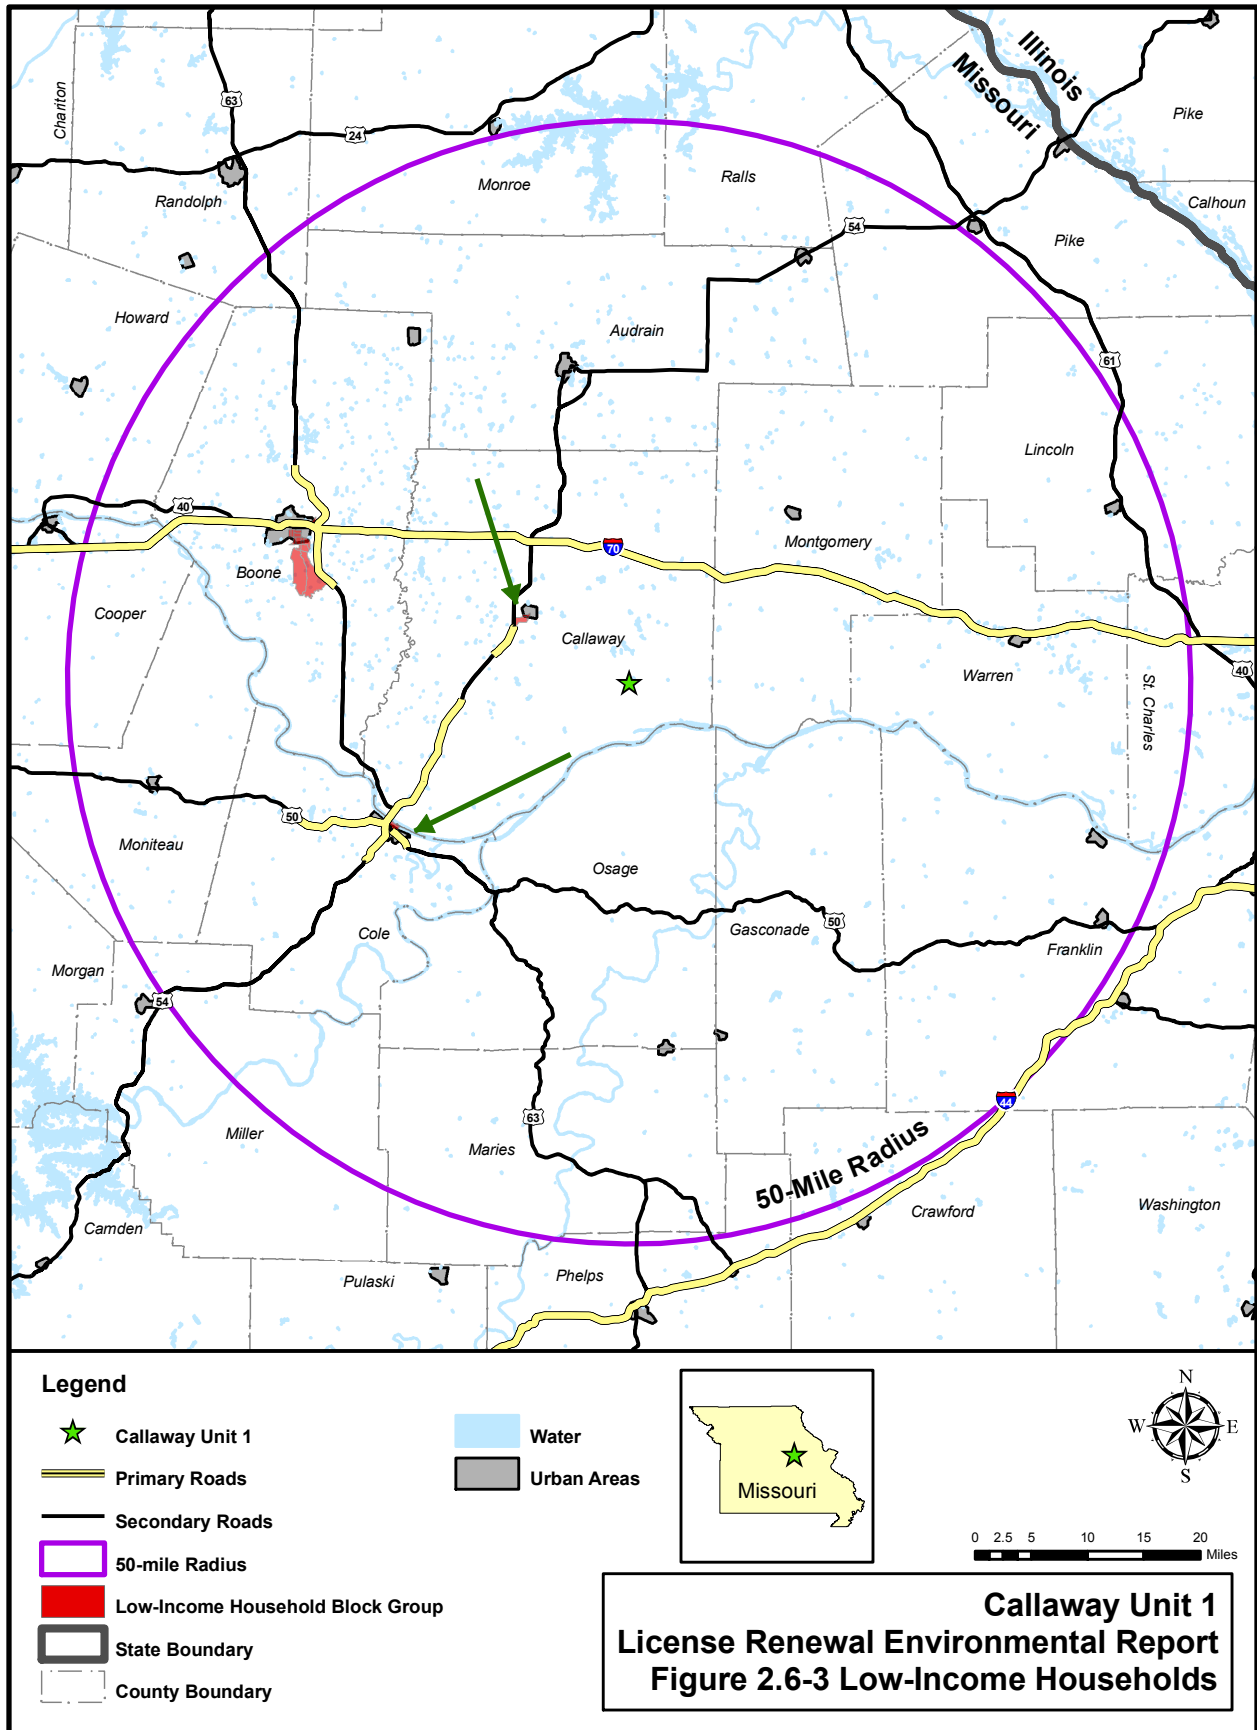 Illinois
Missouri
Chariton
63
24
Pike
Monroe
Ralls
Randolph
Calhoun
54
Pike
Howard
Audrain
61
Lincoln
40
70
Montgomery
Boone
Cooper
Callaway
Warren
St. Charles
40
50
Moniteau
Osage
50
Gasconade
Cole
Franklin
Morgan
54
44
63
Miller
Maries
50-Mile Radius
Crawford
Washington
Camden
Pulaski
Phelps
Legend
Callaway Unit 1
Primary Roads
Secondary Roads
50-mile Radius
Low-Income Household Block Group
State Boundary
County Boundary
Water
Urban Areas
Missouri
N
W E
S
0 2.5 5 10 15 20
Miles
Callaway Unit 1
License Renewal Environmental Report
Figure 2.6-3 Low-Income Households